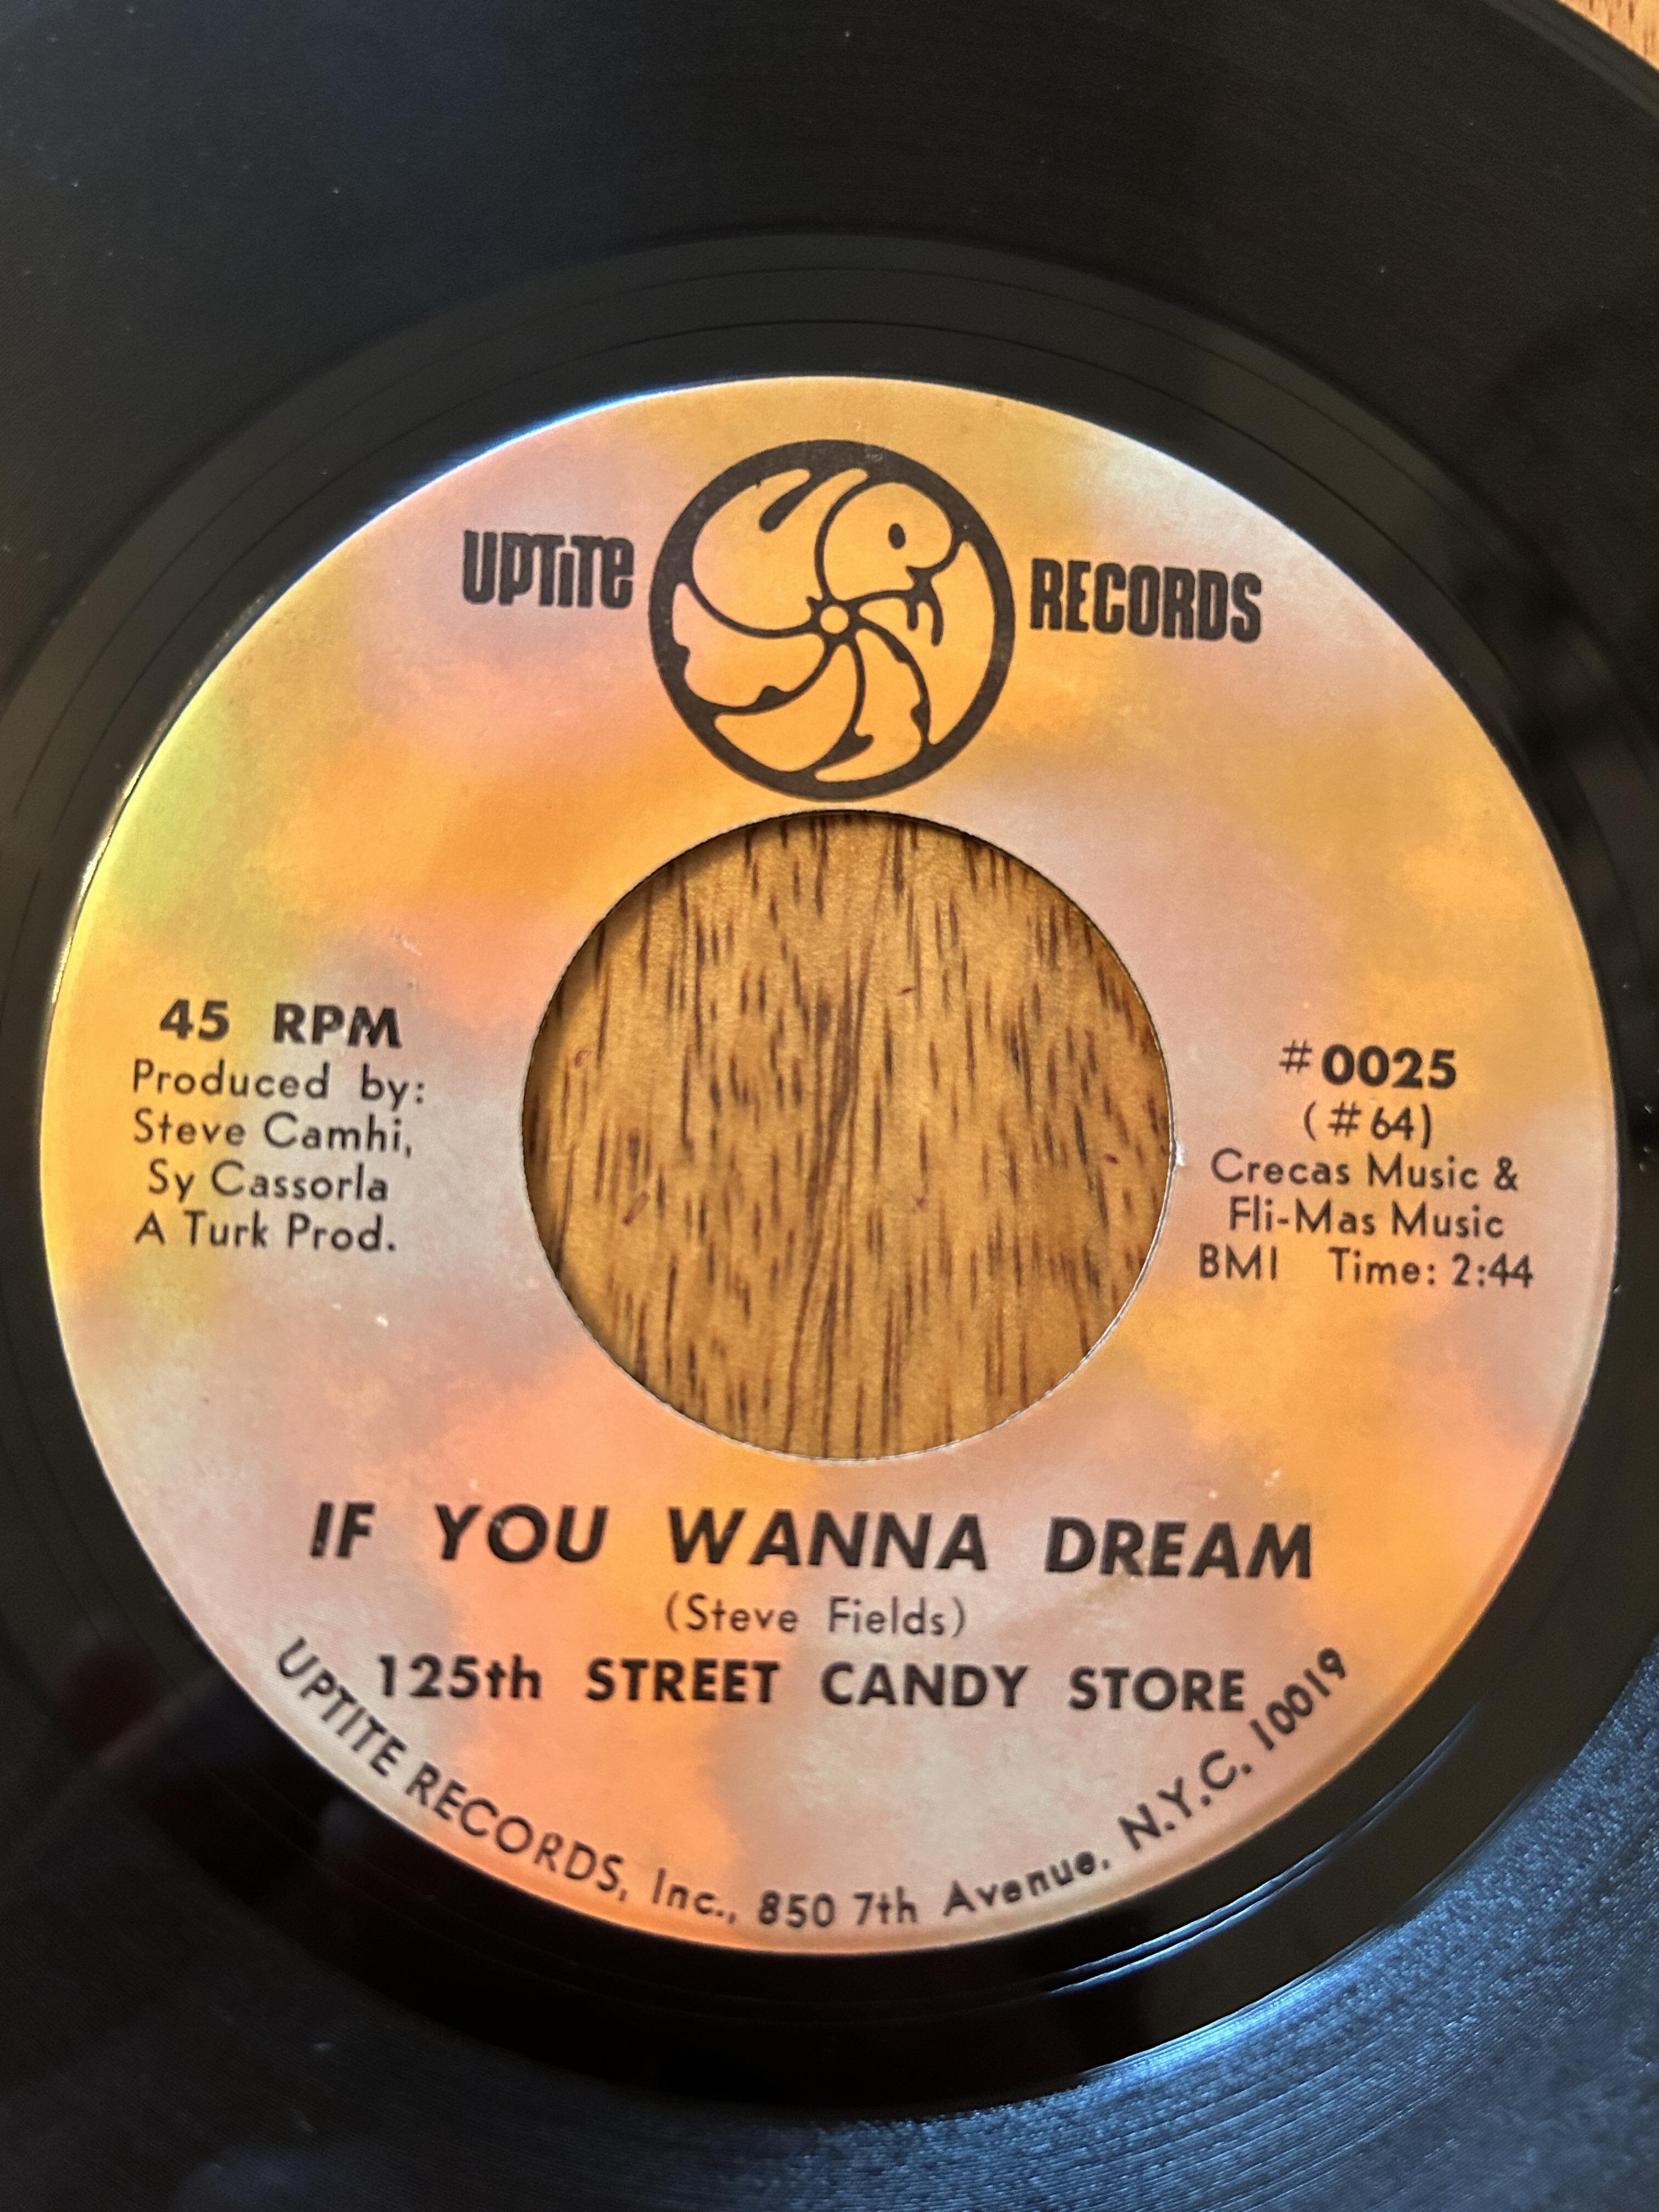 UPTITE RECORDS
45 RPM
Produced by:
Steve Camhi,
Sy Cassorla
A Turk Prod.
#0025
(#64)
Crecas Music &
Fli-Mas Music
BMI Time: 2:44
IF YOU WANNA DREAM
(Steve Fields)
125th STREET CANDY STORE
UPTITE RECORDS, Inc., 850 7th Avenue, N.Y.C. 10019